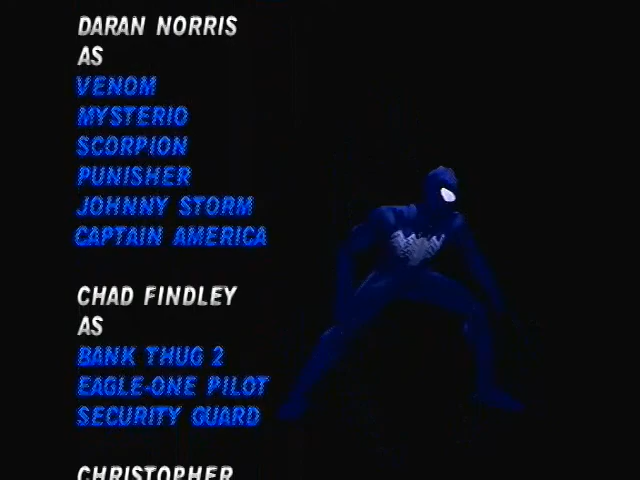 DARAN NORRIS
AS
VENOM
MYSTERIO
SCORPION
PUNISHER
JOHNNY STORM
CAPTAIN AMERICA
CHAD FINDLEY
AS
BANK THUG 2
EAGLE-ONE PILOT
SECURITY GUARD
CHRISTOPHER